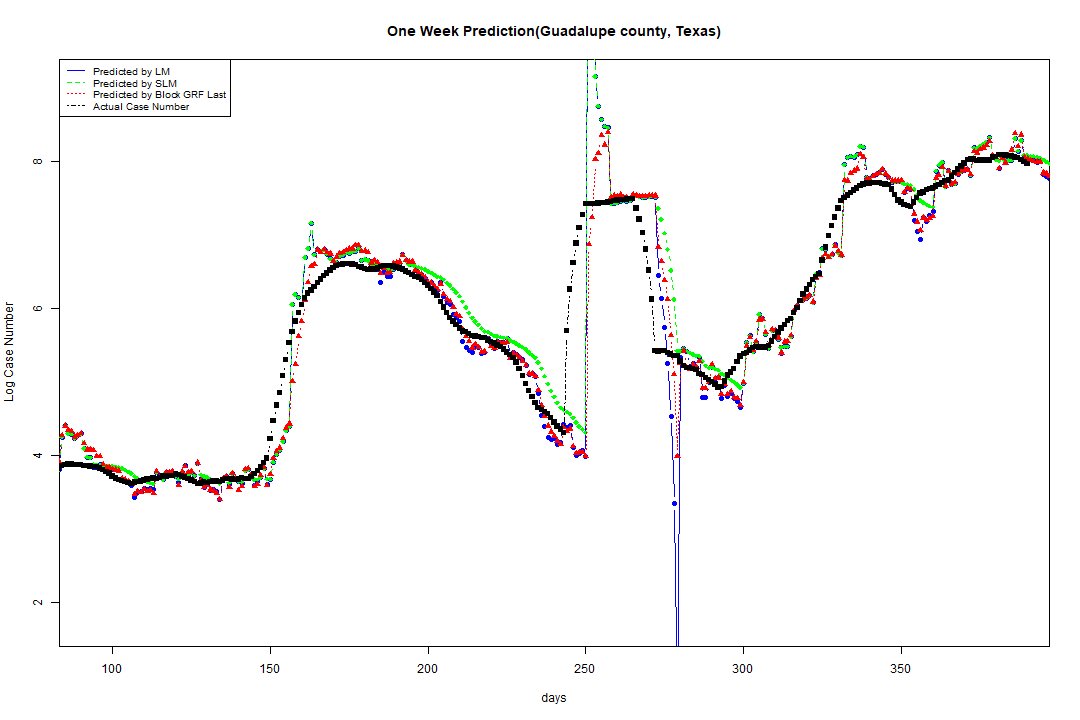 One Week Prediction(Guadalupe county, Texas)
Predicted by LM
Predicted by SLM
Predicted by Block GRF Last
Actual Case Number
8
6
4
2
Log Case Number
100 150 200 250 300 350
days